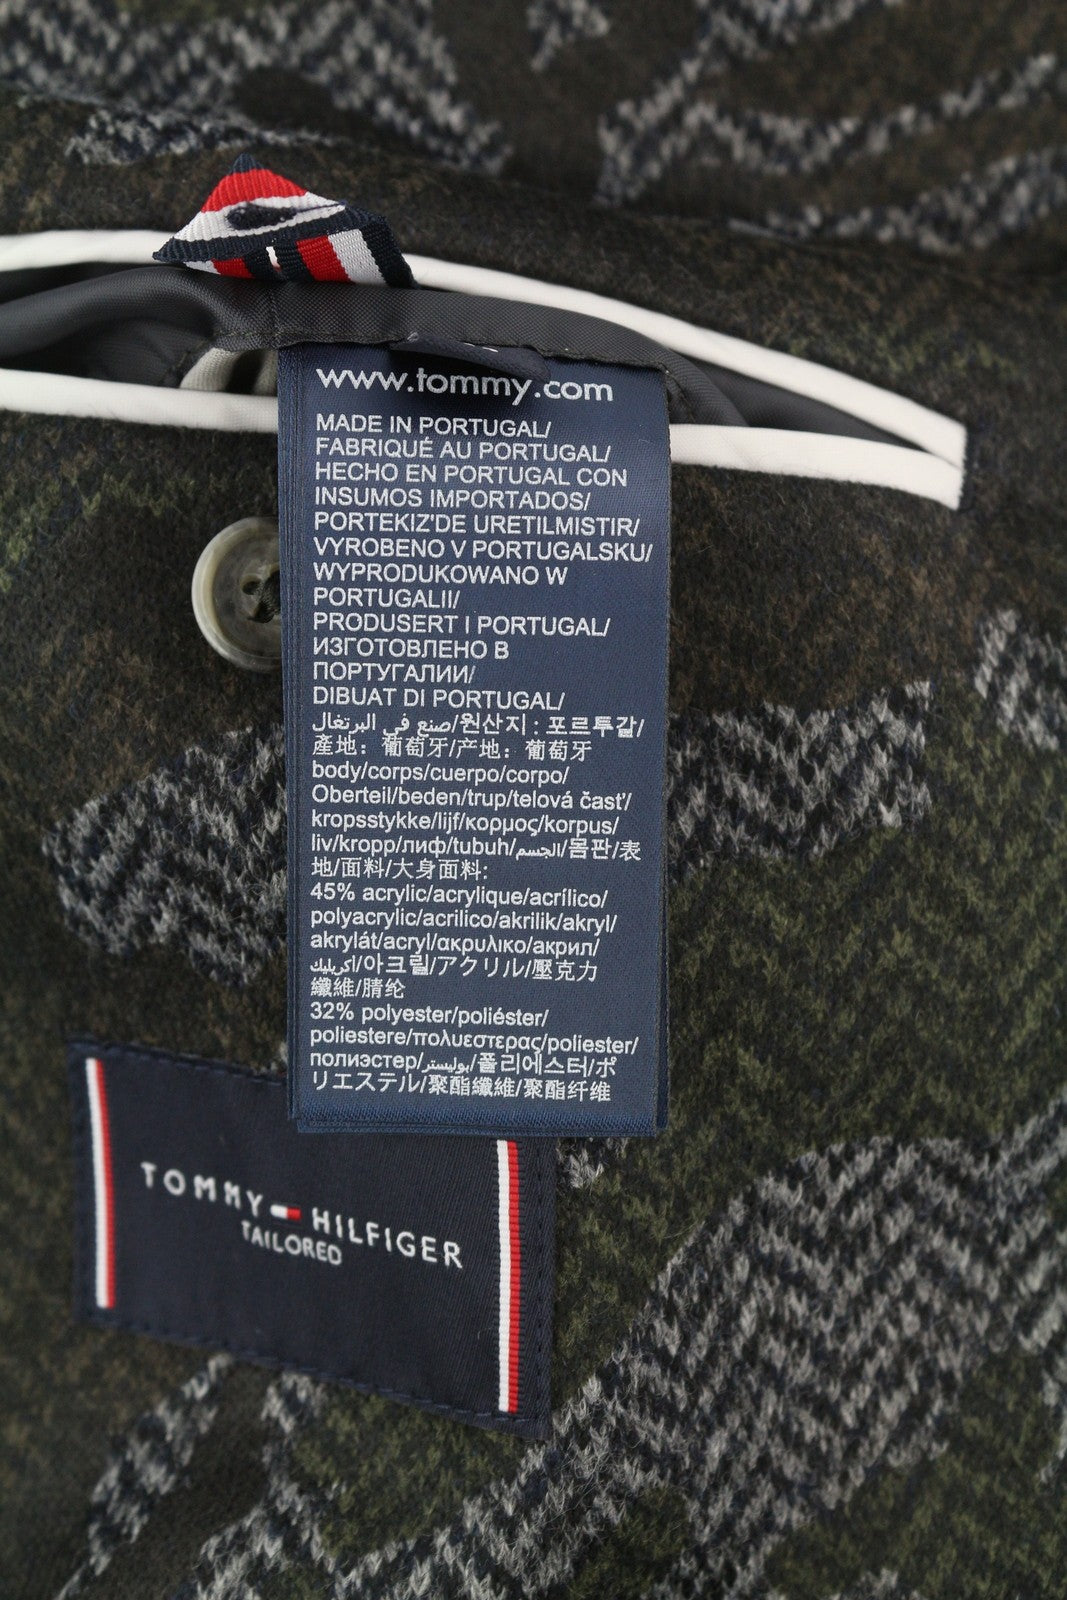 www.tommy.com
MADE IN PORTUGAL/
FABRIQUÉ AU PORTUGAL/
HECHO EN PORTUGAL CON
INSUMOS IMPORTADOS/
PORTEKIZ'DE URETILMISTIR/
VYROBENO V PORTUGALSKU/
WYPRODUKOWANO W
PORTUGALII/
PRODUSERT I PORTUGAL/
ИЗГОТОВЛЕНО В
ПОРТУГАЛИИ/
DIBUAT DI PORTUGAL/
صنع في البرتغال/원산지 : 포르투갈/
產地：葡萄牙/产地：葡萄牙
body/corps/cuerpo/corpo/
Oberteil/beden/trup/telová časť/
kropsstykke/lijf/κορμος/korpus/
liv/kropp/лиф/tubuh/الجسم/몸판/表
地/面料/大身面料:
45% acrylic/acrylique/acrílico/
polyacrylic/acrilico/akrilik/akryl/
akrylát/acryl/ακρυλικο/акрил/
اكريليك/아크릴/アクリル/壓克力
纖維/腈纶
32% polyester/poliéster/
poliestere/πολυεστερας/poliester/
полиэстер/بوليستر/폴리에스터/ポ
リエステル/聚酯纖維/聚酯纤维
TOMMY HILFIGER
TAILORED